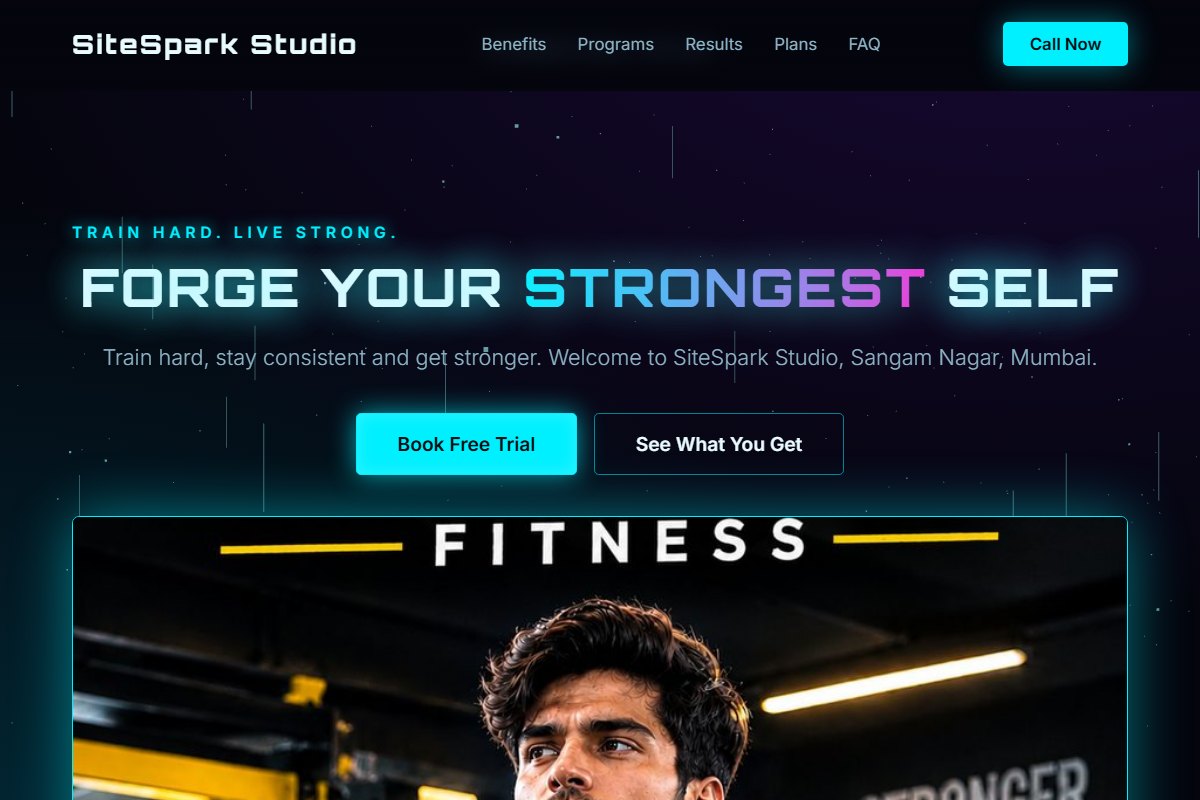 SiteSpark Studio
Benefits
Programs
Results
Plans
FAQ
Call Now
TRAIN HARD. LIVE STRONG.
FORGE YOUR STRONGEST SELF
Train hard, stay consistent and get stronger. Welcome to SiteSpark Studio, Sangam Nagar, Mumbai.
Book Free Trial
See What You Get
FITNESS
STRONGER